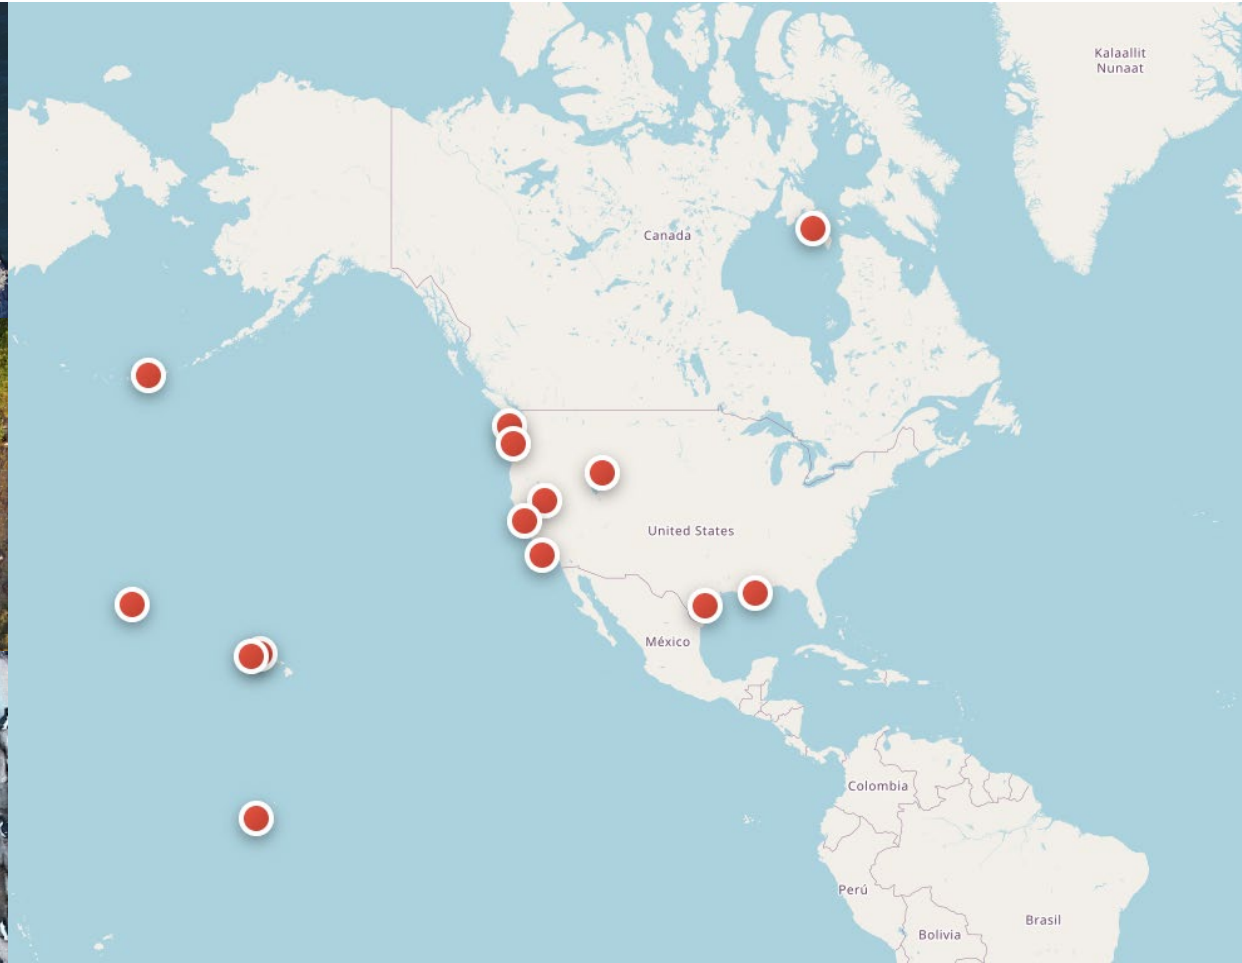 Kalaallit
Nunaat
Canada
United States
México
Colombia
Perú
Brasil
Bolivia